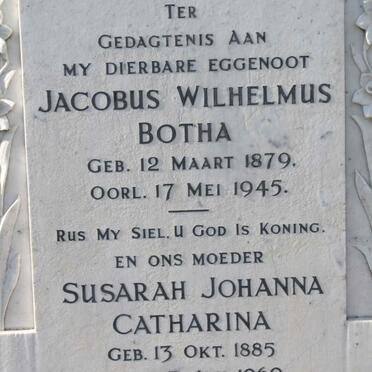 TER
GEDAGTENIS AAN
MY DIERBARE EGGENOOT
JACOBUS WILHELMUS
BOTHA
GEB. 12 MAART 1879.
OORL. 17 MEI 1945.
RUS MY SIEL, U GOD IS KONING.
EN ONS MOEDER
SUSARAH JOHANNA
CATHARINA
GEB. 13 OKT. 1885